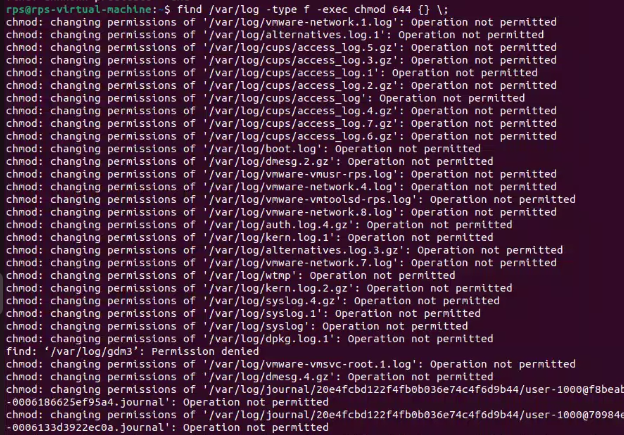 rps@rps-virtual-machine:~$ find /var/log -type f -exec chmod 644 {} \;
chmod: changing permissions of '/var/log/vmware-network.1.log': Operation not permitted
chmod: changing permissions of '/var/log/alternatives.log.1': Operation not permitted
chmod: changing permissions of '/var/log/cups/access_log.5.gz': Operation not permitted
chmod: changing permissions of '/var/log/cups/access_log.3.gz': Operation not permitted
chmod: changing permissions of '/var/log/cups/access_log.1': Operation not permitted
chmod: changing permissions of '/var/log/cups/access_log.2.gz': Operation not permitted
chmod: changing permissions of '/var/log/cups/access_log': Operation not permitted
chmod: changing permissions of '/var/log/cups/access_log.4.gz': Operation not permitted
chmod: changing permissions of '/var/log/cups/access_log.7.gz': Operation not permitted
chmod: changing permissions of '/var/log/cups/access_log.6.gz': Operation not permitted
chmod: changing permissions of '/var/log/boot.log': Operation not permitted
chmod: changing permissions of '/var/log/dmesg.2.gz': Operation not permitted
chmod: changing permissions of '/var/log/vmware-vmusr-rps.log': Operation not permitted
chmod: changing permissions of '/var/log/vmware-network.4.log': Operation not permitted
chmod: changing permissions of '/var/log/vmware-vmtoolsd-rps.log': Operation not permitted
chmod: changing permissions of '/var/log/vmware-network.8.log': Operation not permitted
chmod: changing permissions of '/var/log/auth.log.4.gz': Operation not permitted
chmod: changing permissions of '/var/log/kern.log.1': Operation not permitted
chmod: changing permissions of '/var/log/alternatives.log.3.gz': Operation not permitted
chmod: changing permissions of '/var/log/vmware-network.7.log': Operation not permitted
chmod: changing permissions of '/var/log/wtmp': Operation not permitted
chmod: changing permissions of '/var/log/kern.log.2.gz': Operation not permitted
chmod: changing permissions of '/var/log/syslog.4.gz': Operation not permitted
chmod: changing permissions of '/var/log/syslog.1': Operation not permitted
chmod: changing permissions of '/var/log/syslog': Operation not permitted
chmod: changing permissions of '/var/log/dpkg.log.1': Operation not permitted
find: ‘/var/log/gdm3’: Permission denied
chmod: changing permissions of '/var/log/vmware-vmsvc-root.1.log': Operation not permitted
chmod: changing permissions of '/var/log/dmesg.4.gz': Operation not permitted
chmod: changing permissions of '/var/log/journal/20e4fcbd122f4fb0b036e74c4f6d9b44/user-1000@f8beab
-0006186625ef95a4.journal': Operation not permitted
chmod: changing permissions of '/var/log/journal/20e4fcbd122f4fb0b036e74c4f6d9b44/user-1000@70984e
-0006133d3922ec0a.journal': Operation not permitted